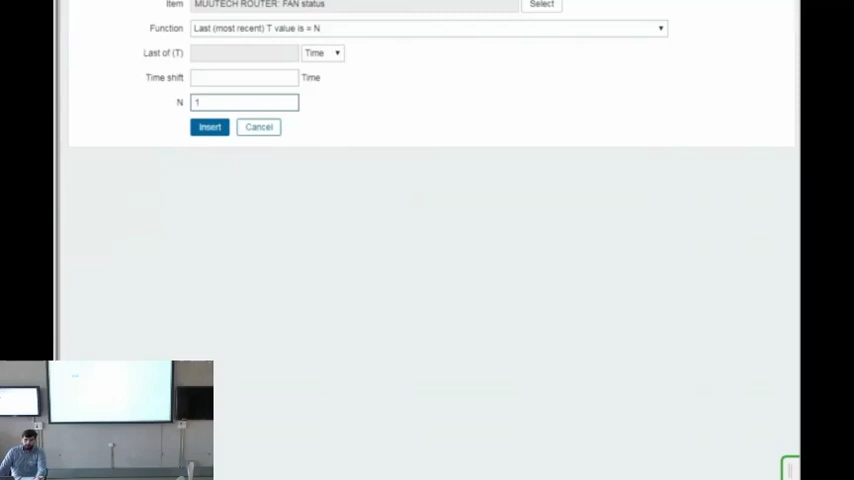 Item MUUTECH ROUTER: FAN status Select
Function Last (most recent) T value is = N
Last of (T) Time
Time shift Time
N 1
Insert Cancel